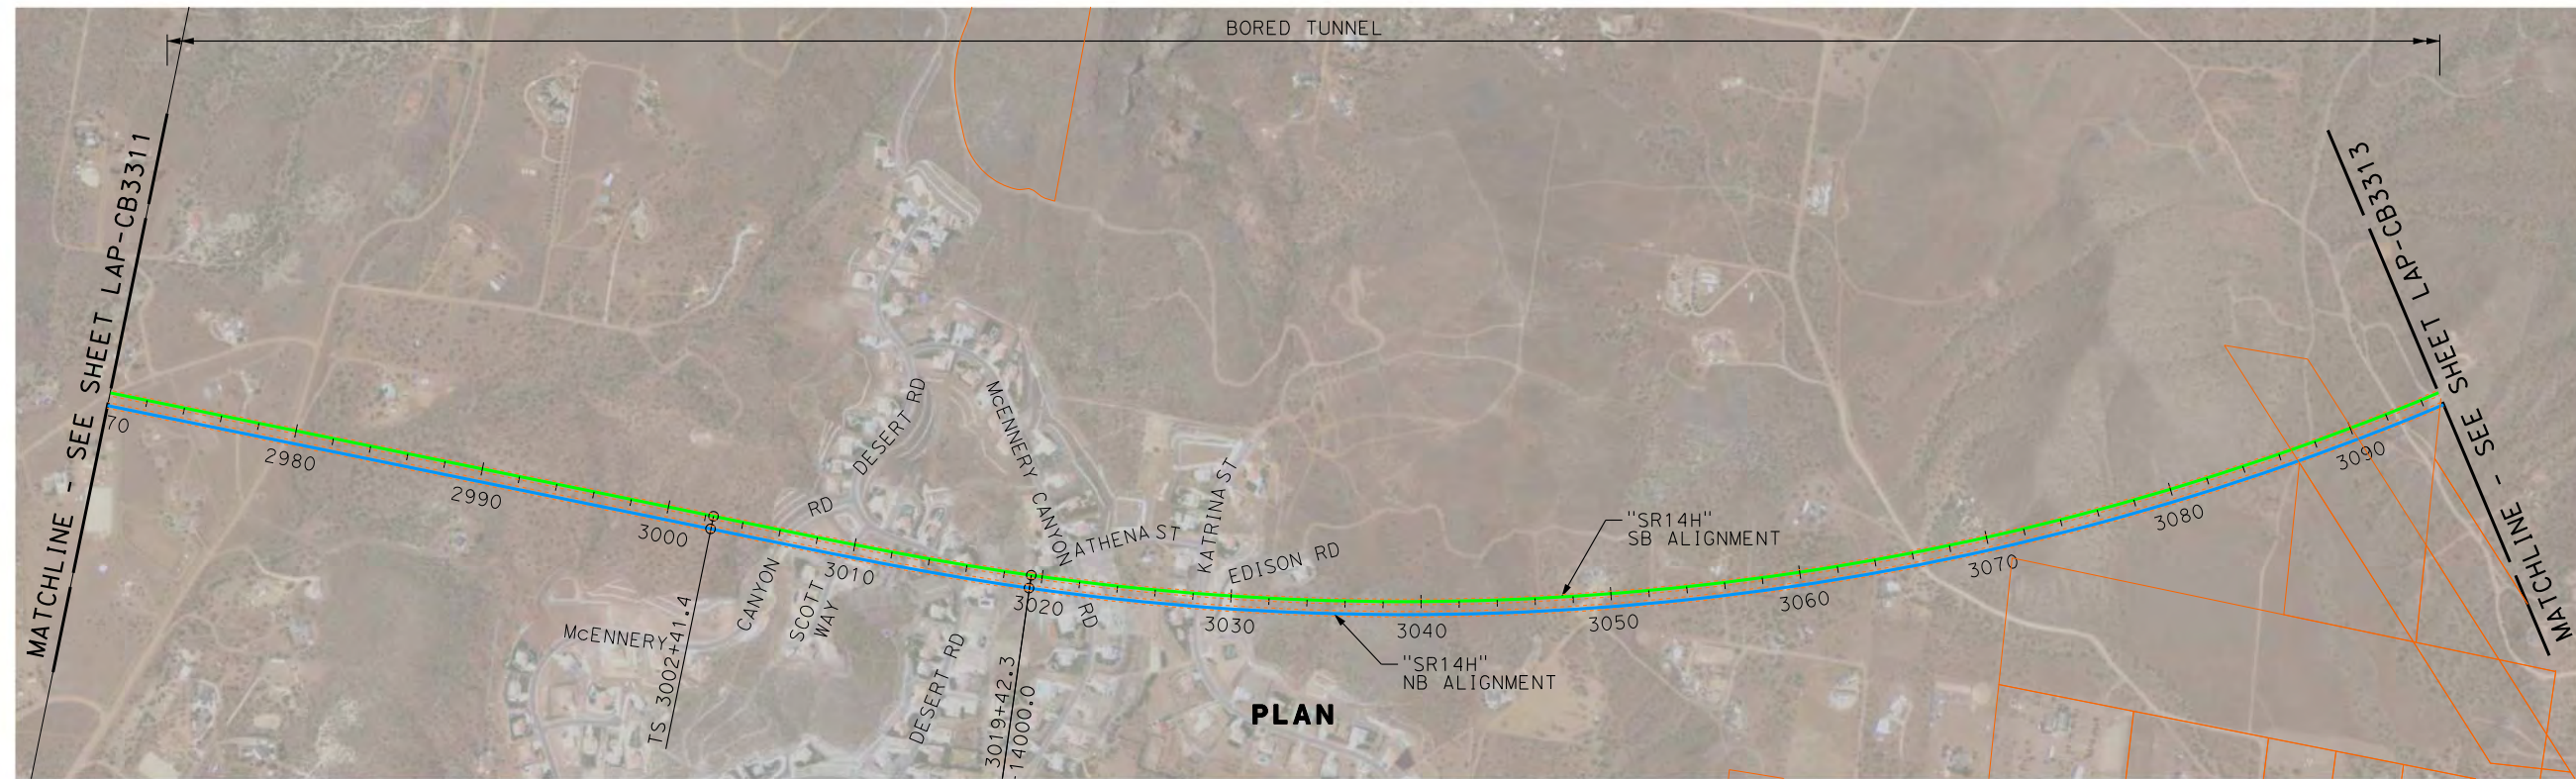 BORED TUNNEL
MATCHLINE - SEE SHEET LAP-CB3311
MATCHLINE - SEE SHEET LAP-CB3313
70
2980
2990
3000
3010
3020
3030
3040
3050
3060
3070
3080
3090
DESERT RD
McENNERY CANYON
RD
RD
ATHENA ST
KATRINA ST
EDISON RD
"SR14H"
SB ALIGNMENT
CANYON
SCOTT
WAY
McENNERY
TS 3002+41.4
DESERT RD
3019+42.3
14000.0
"SR14H"
NB ALIGNMENT
PLAN